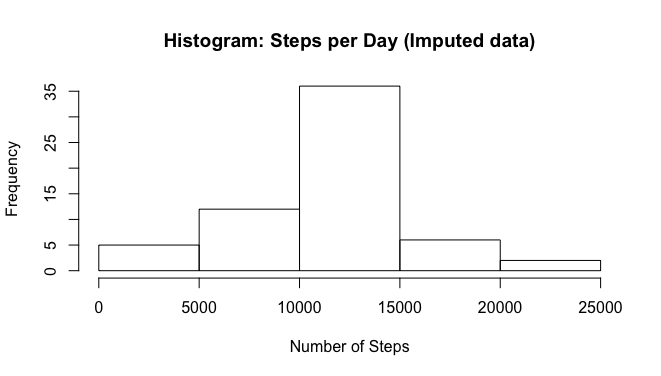 Histogram: Steps per Day (Imputed data)
Frequency
35
25
15
5
0
0 5000 10000 15000 20000 25000
Number of Steps